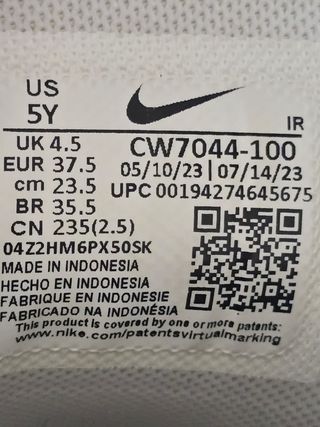 US
5Y
IR
UK 4.5
EUR 37.5
cm 23.5
BR 35.5
CN 235(2.5)
CW7044-100
05/10/23 | 07/14/23
UPC 00194274645675
04Z2HM6PX50SK
MADE IN INDONESIA
HECHO EN INDONESIA
FABRIQUE EN INDONESIE
FABRICADO NA INDONÉSIA
This product is covered by one or more patents:
www.nike.com/patentsvirtualmarking